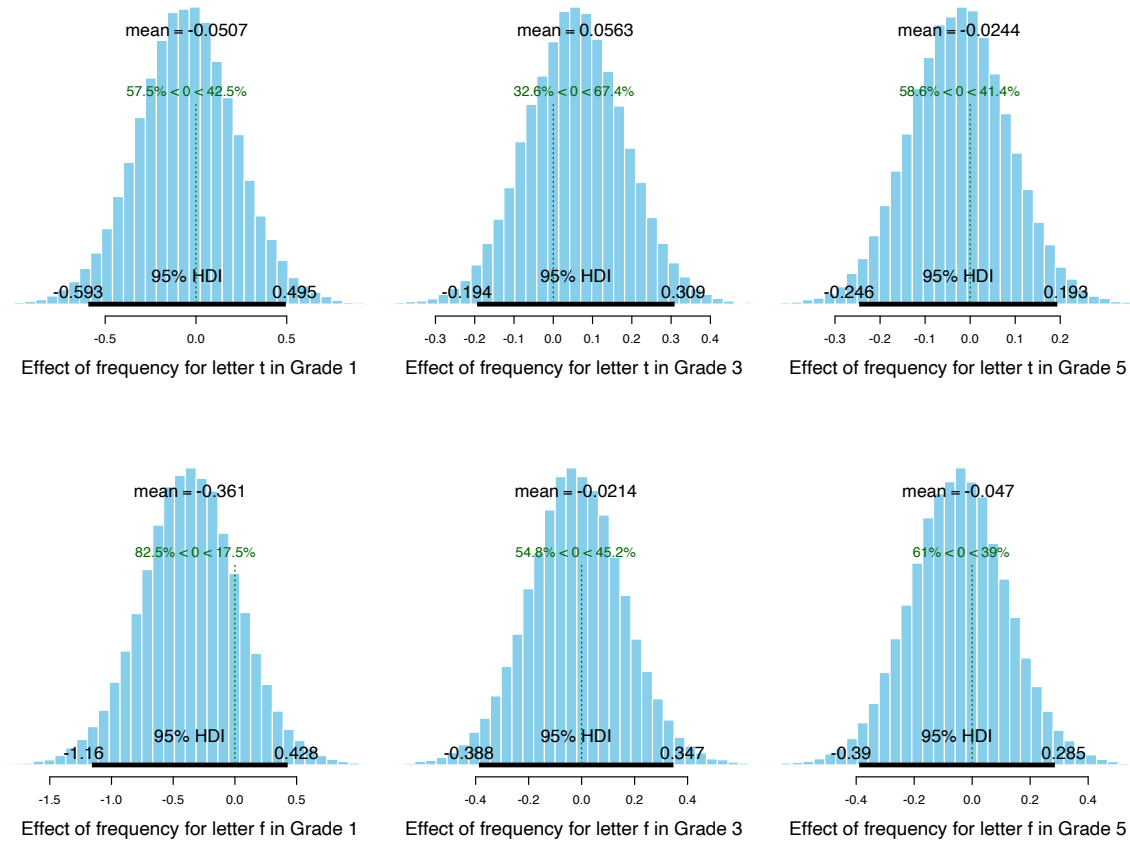 mean = -0.0507
57.5% < 0 < 42.5%
95% HDI
-0.593 0.495
-0.5 0.0 0.5
Effect of frequency for letter t in Grade 1
mean = 0.0563
32.6% < 0 < 67.4%
95% HDI
-0.194 0.309
-0.3 -0.2 -0.1 0.0 0.1 0.2 0.3 0.4
Effect of frequency for letter t in Grade 3
mean = -0.0244
58.6% < 0 < 41.4%
95% HDI
-0.246 0.193
-0.3 -0.2 -0.1 0.0 0.1 0.2
Effect of frequency for letter t in Grade 5
mean = -0.361
82.5% < 0 < 17.5%
95% HDI
-1.16 0.428
-1.5 -1.0 -0.5 0.0 0.5
Effect of frequency for letter f in Grade 1
mean = -0.0214
54.8% < 0 < 45.2%
95% HDI
-0.388 0.347
-0.4 -0.2 0.0 0.2 0.4
Effect of frequency for letter f in Grade 3
mean = -0.047
61% < 0 < 39%
95% HDI
-0.39 0.285
-0.4 -0.2 0.0 0.2 0.4
Effect of frequency for letter f in Grade 5